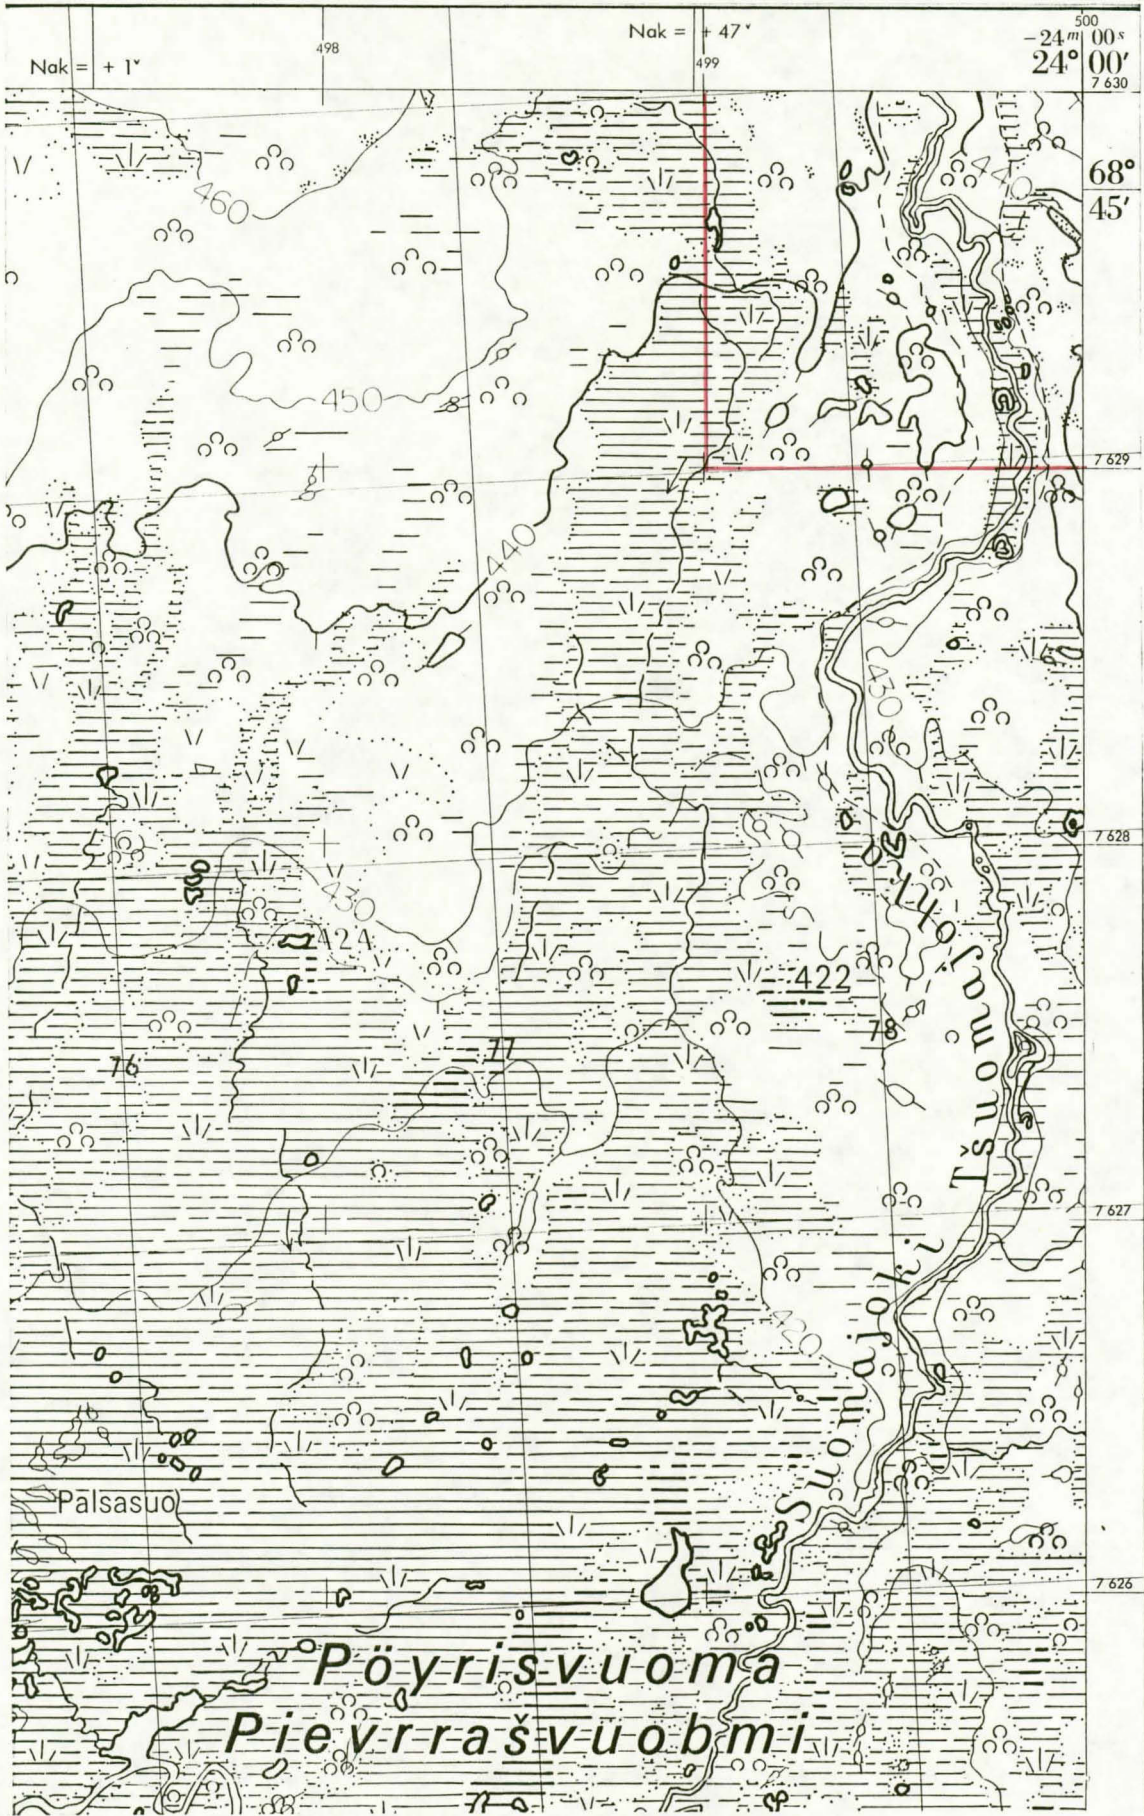 500
498
Nak = + 47ᵛ
-24ᵐ 00ˢ
24° 00'
Nak = + 1ᵛ
499
7 630
68°
45'
460
440
450
7 629
440
430
7 628
430
424
422
78
77
76
Tšuomajohka
7 627
Suomajoki
420
Palsasuo
7 626
Pöyrisvuoma
Pievrrašvuobmi